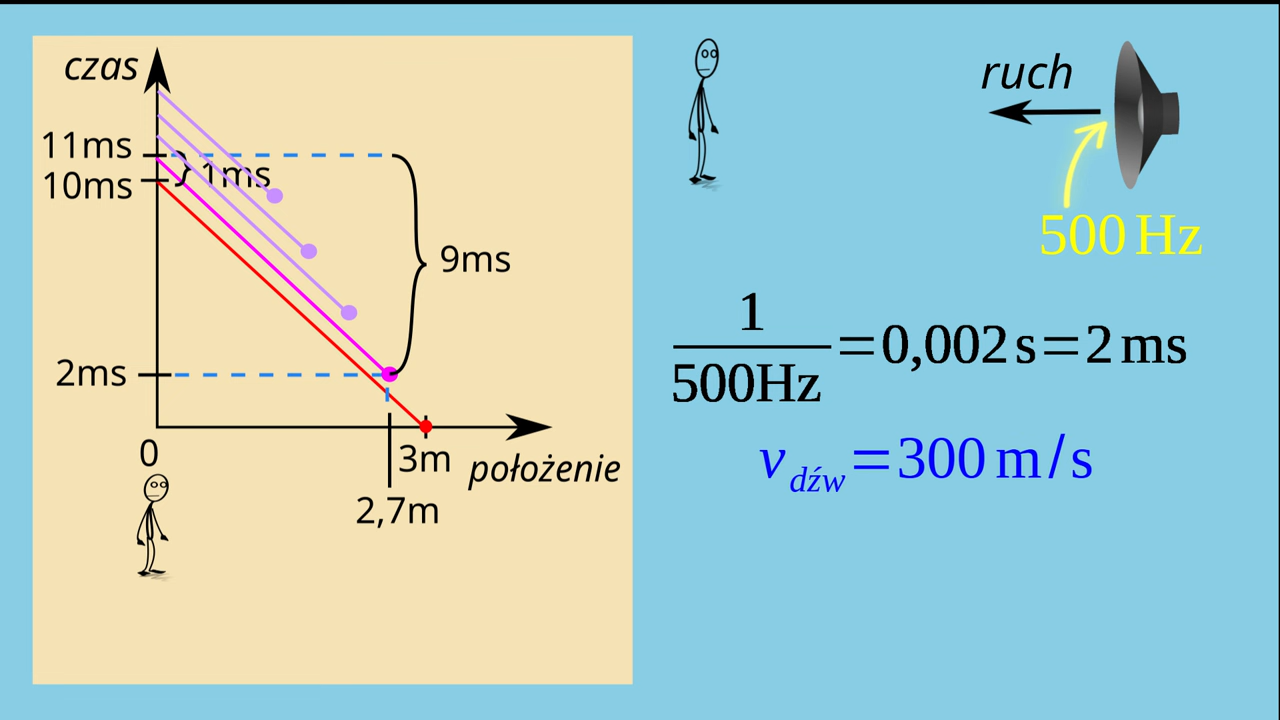 czas
11ms
10ms
} 1ms
9ms
2ms
0
3m
położenie
2,7m
ruch
500 Hz
1
500Hz
=0,002 s=2 ms
v dźw =300 m/s